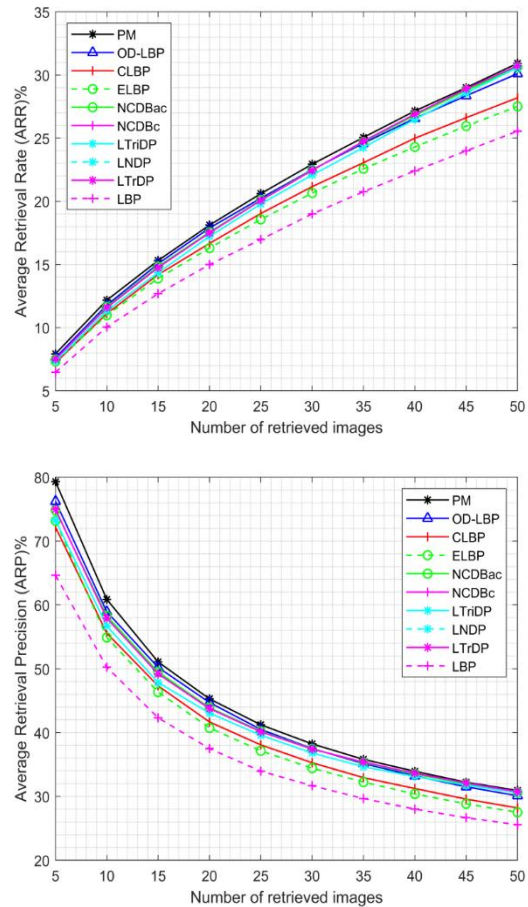 35
30
25
20
15
10
5
Average Retrieval Rate (ARR)%
PM
OD-LBP
CLBP
ELBP
NCDBac
NCDBc
LTriDP
LNDP
LTrDP
LBP
5 10 15 20 25 30 35 40 45 50
Number of retrieved images
80
70
60
50
40
30
20
Average Retrieval Precision (ARP)%
PM
OD-LBP
CLBP
ELBP
NCDBac
NCDBc
LTriDP
LNDP
LTrDP
LBP
5 10 15 20 25 30 35 40 45 50
Number of retrieved images